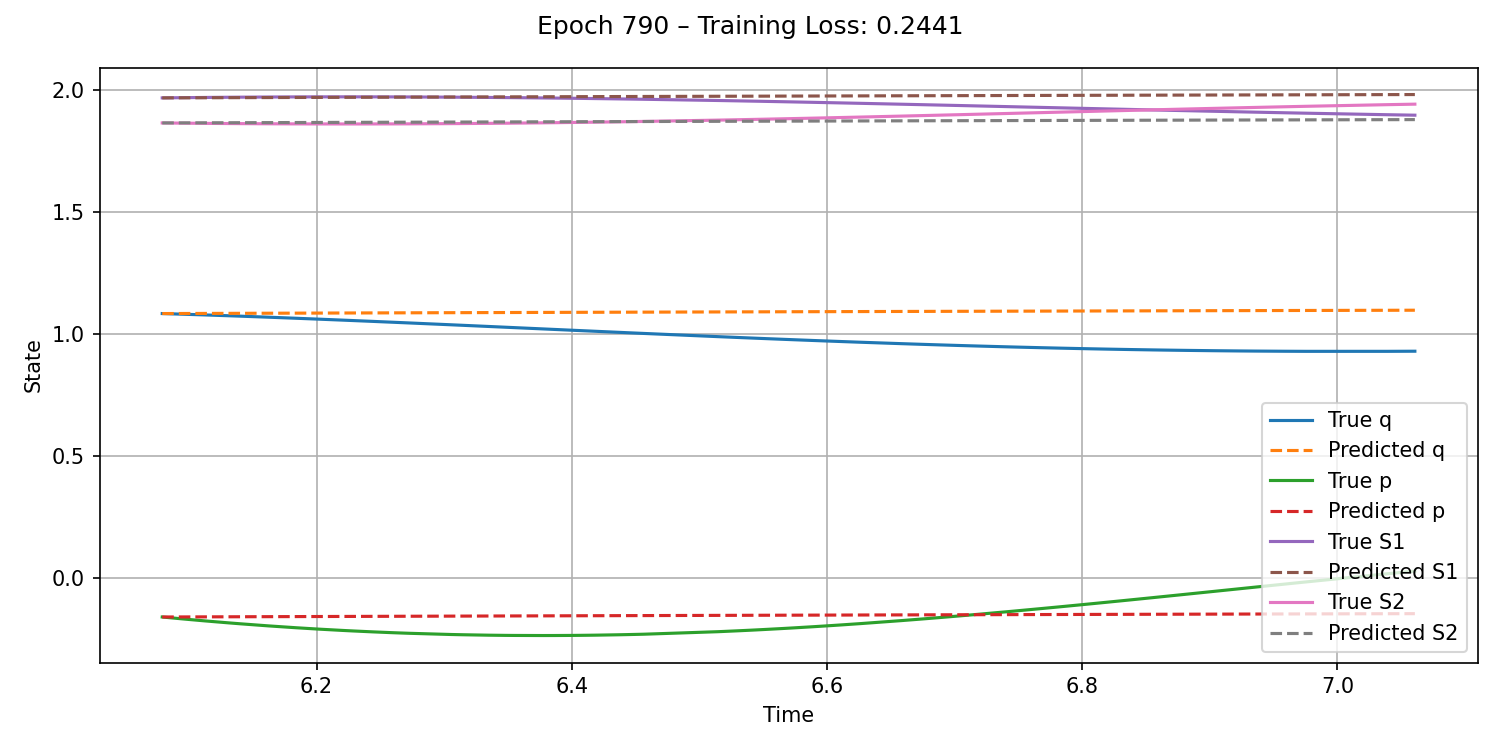 Epoch 790 – Training Loss: 0.2441
2.0
1.5
1.0
0.5
0.0
State
True q
Predicted q
True p
Predicted p
True S1
Predicted S1
True S2
Predicted S2
6.2 6.4 6.6 6.8 7.0
Time